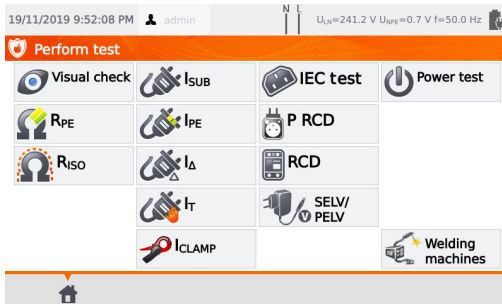 19/11/2019 9:52:08 PM admin N L ULN=241.2 V UNPE=0.7 V f=50.0 Hz
Perform test
Visual check ISUB IEC test Power test
RPE IPE P RCD
RISO IΔ RCD
Δ
IT SELV/
V PELV
ICLAMP Welding
machines